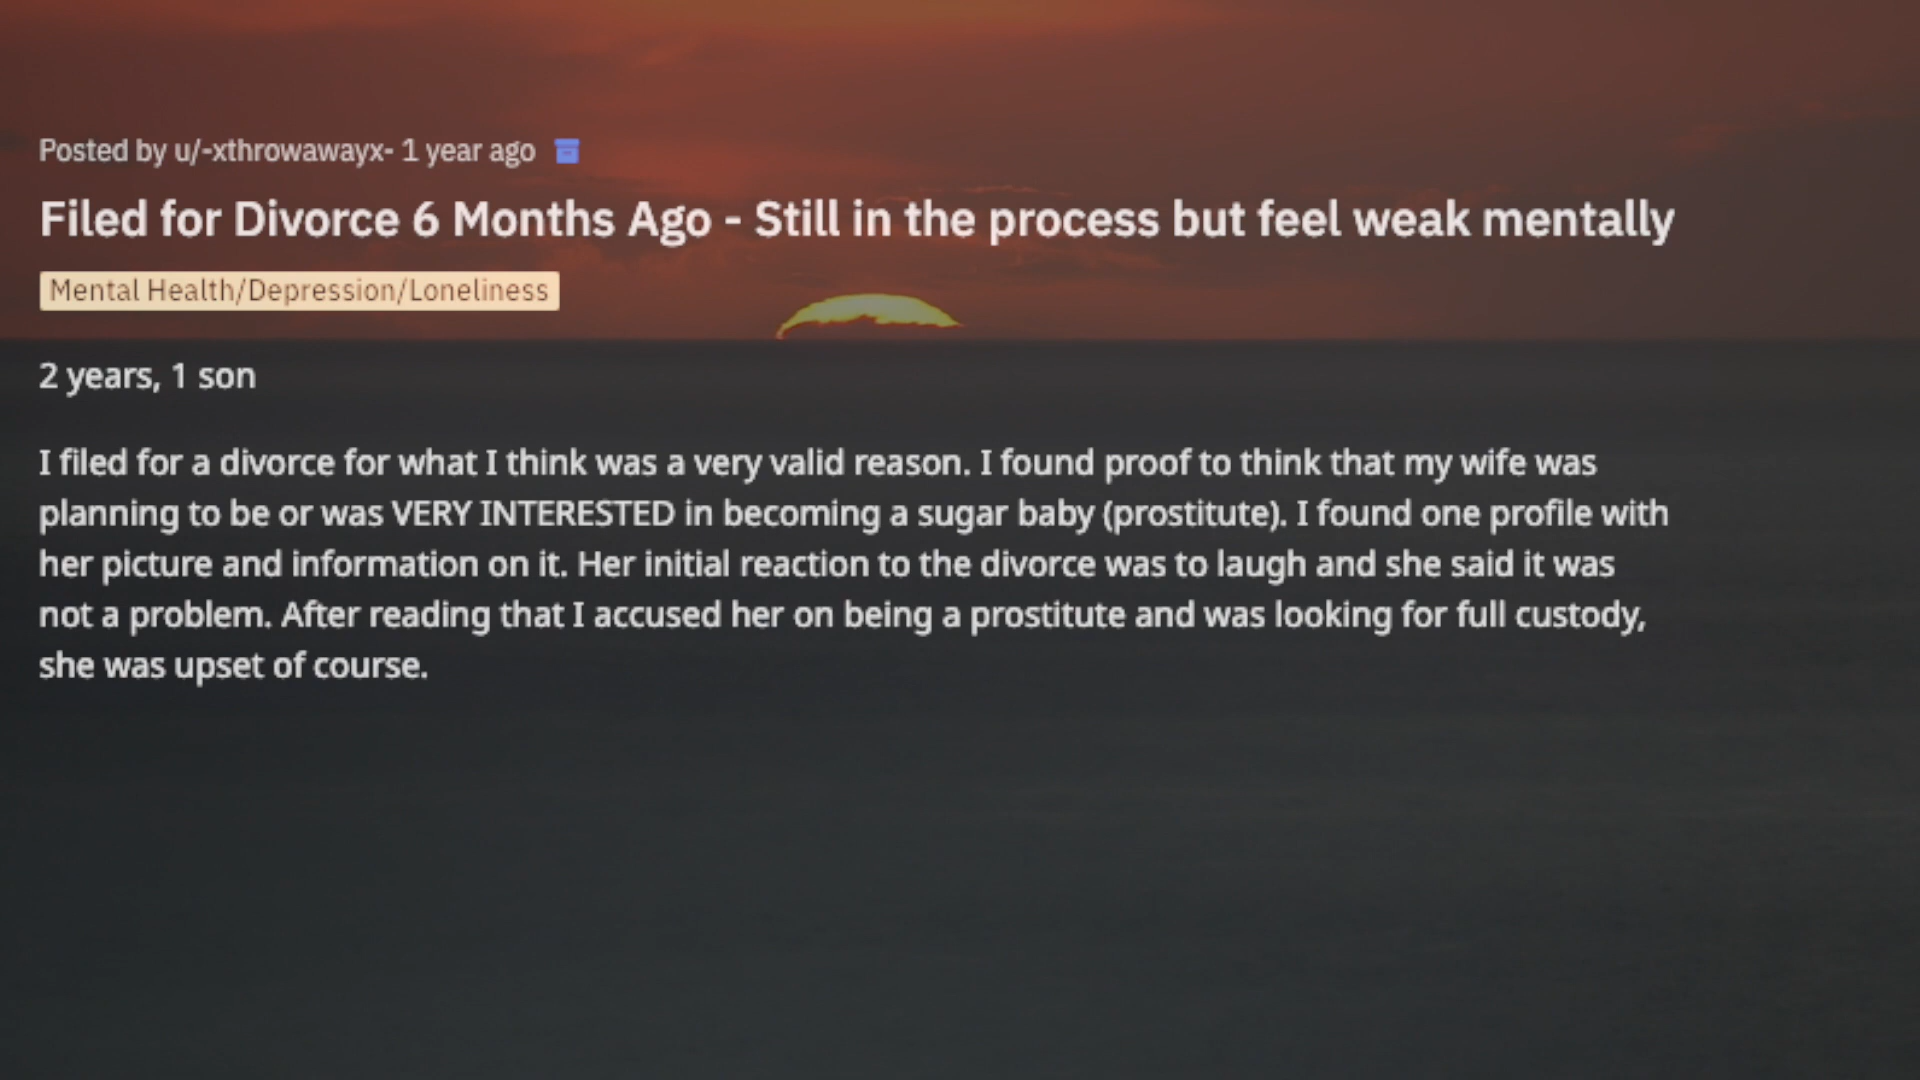 Posted by u/-xthrowawayx- 1 year ago
Filed for Divorce 6 Months Ago - Still in the process but feel weak mentally
Mental Health/Depression/Loneliness
2 years, 1 son
I filed for a divorce for what I think was a very valid reason. I found proof to think that my wife was
planning to be or was VERY INTERESTED in becoming a sugar baby (prostitute). I found one profile with
her picture and information on it. Her initial reaction to the divorce was to laugh and she said it was
not a problem. After reading that I accused her on being a prostitute and was looking for full custody,
she was upset of course.